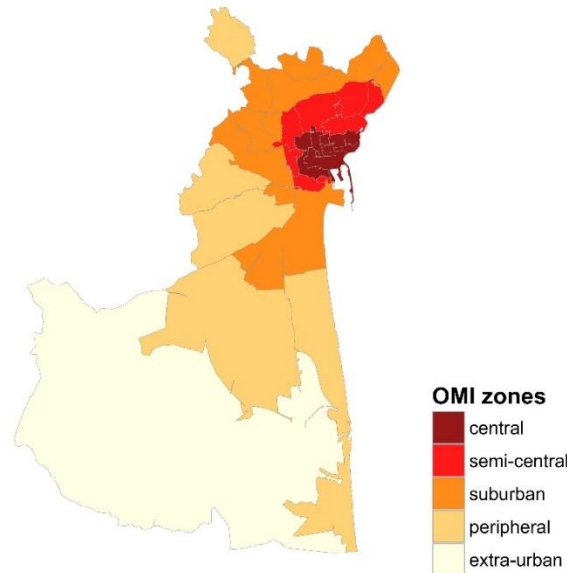 OMI zones
central
semi-central
suburban
peripheral
extra-urban